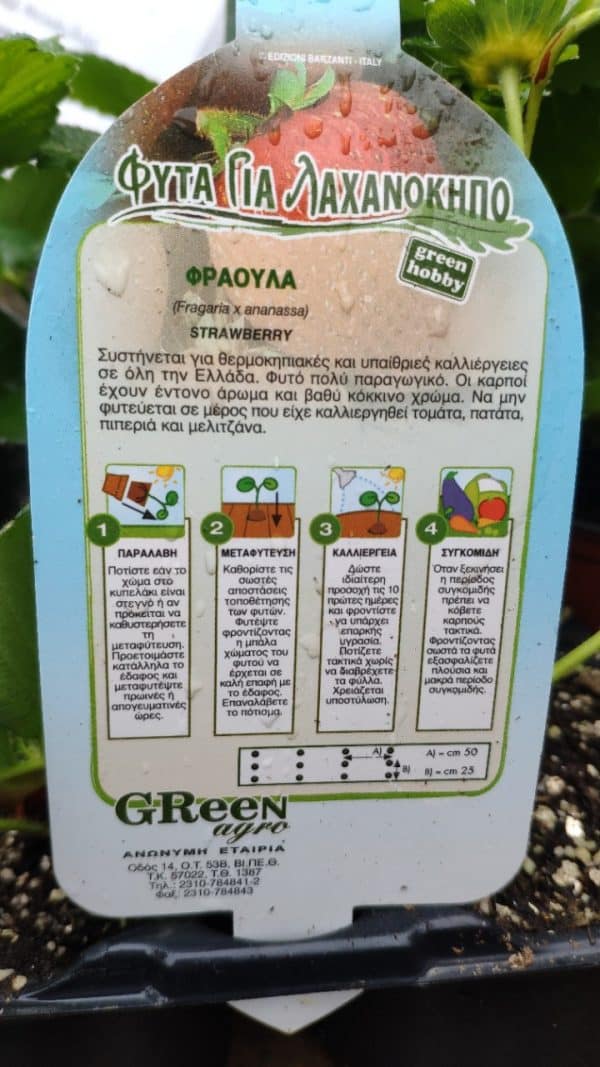 © EDIZIONI BARZANTI - ITALY
ΦΥΤΑ ΓΙΑ ΛΑΧΑΝΟΚΗΠΟ
green
hobby
ΦΡΑΟΥΛΑ
(Fragaria x ananassa)
STRAWBERRY
Συστήνεται για θερμοκηπιακές και υπαίθριες καλλιέργειες
σε όλη την Ελλάδα. Φυτό πολύ παραγωγικό. Οι καρποί
έχουν έντονο άρωμα και βαθύ κόκκινο χρώμα. Να μην
φυτεύεται σε μέρος που είχε καλλιεργηθεί τομάτα, πατάτα,
πιπεριά και μελιτζάνα.
1
ΠΑΡΑΛΑΒΗ
Ποτίστε εάν το
χώμα στο
κυπελάκι είναι
στεγνό ή αν
πρόκειται να
καθυστερήσετε
τη
μεταφύτευση.
Προετοιμάστε
κατάλληλα το
έδαφος και
μεταφυτέψτε
πρωινές ή
απογευματινές
ώρες.
2
ΜΕΤΑΦΥΤΕΥΣΗ
Καθορίστε τις
σωστές
αποστάσεις
τοποθέτησης
των φυτών.
Φυτέψτε
φροντίζοντας
η μπάλα
χώματος του
φυτού να
έρχεται σε
καλή επαφή με
το έδαφος.
Επαναλάβετε
το πότισμα.
3
ΚΑΛΛΙΕΡΓΕΙΑ
Δώστε
ιδιαίτερη
προσοχή τις 10
πρώτες ημέρες
και φροντίστε
να υπάρχει
επαρκής
υγρασία.
Ποτίζετε
τακτικά χωρίς
να διαβρέχετε
τα φύλλα.
Χρειάζεται
υποστύλωση.
4
ΣΥΓΚΟΜΙΔΗ
Όταν ξεκινήσει
η περίοδος
συγκομιδής
πρέπει να
κόβετε
καρπούς
τακτικά.
Φροντίζοντας
σωστά τα φυτά
εξασφαλίζετε
πλούσια και
μακρά περίοδο
συγκομιδής.
A)
B)
A) = cm 50
B) = cm 25
GReeN
agro
ΑΝΩΝΥΜΗ ΕΤΑΙΡΙΑ
Οδός 14, Ο.Τ. 53Β, ΒΙ.ΠΕ.Θ.
Τ.Κ. 57022, Τ.Θ. 1387
Τηλ.: 2310-784841-2
Φαξ: 2310-784843